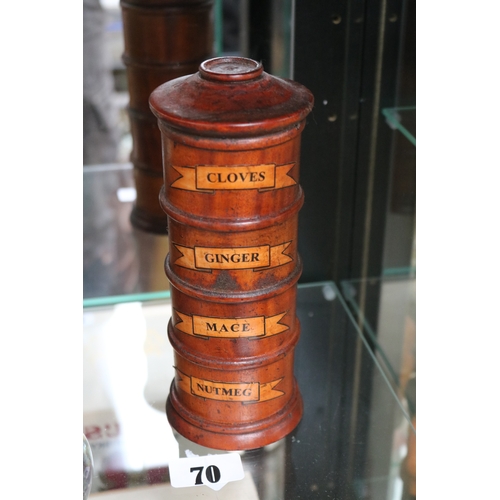 CLOVES
GINGER
MACE
NUTMEG
70